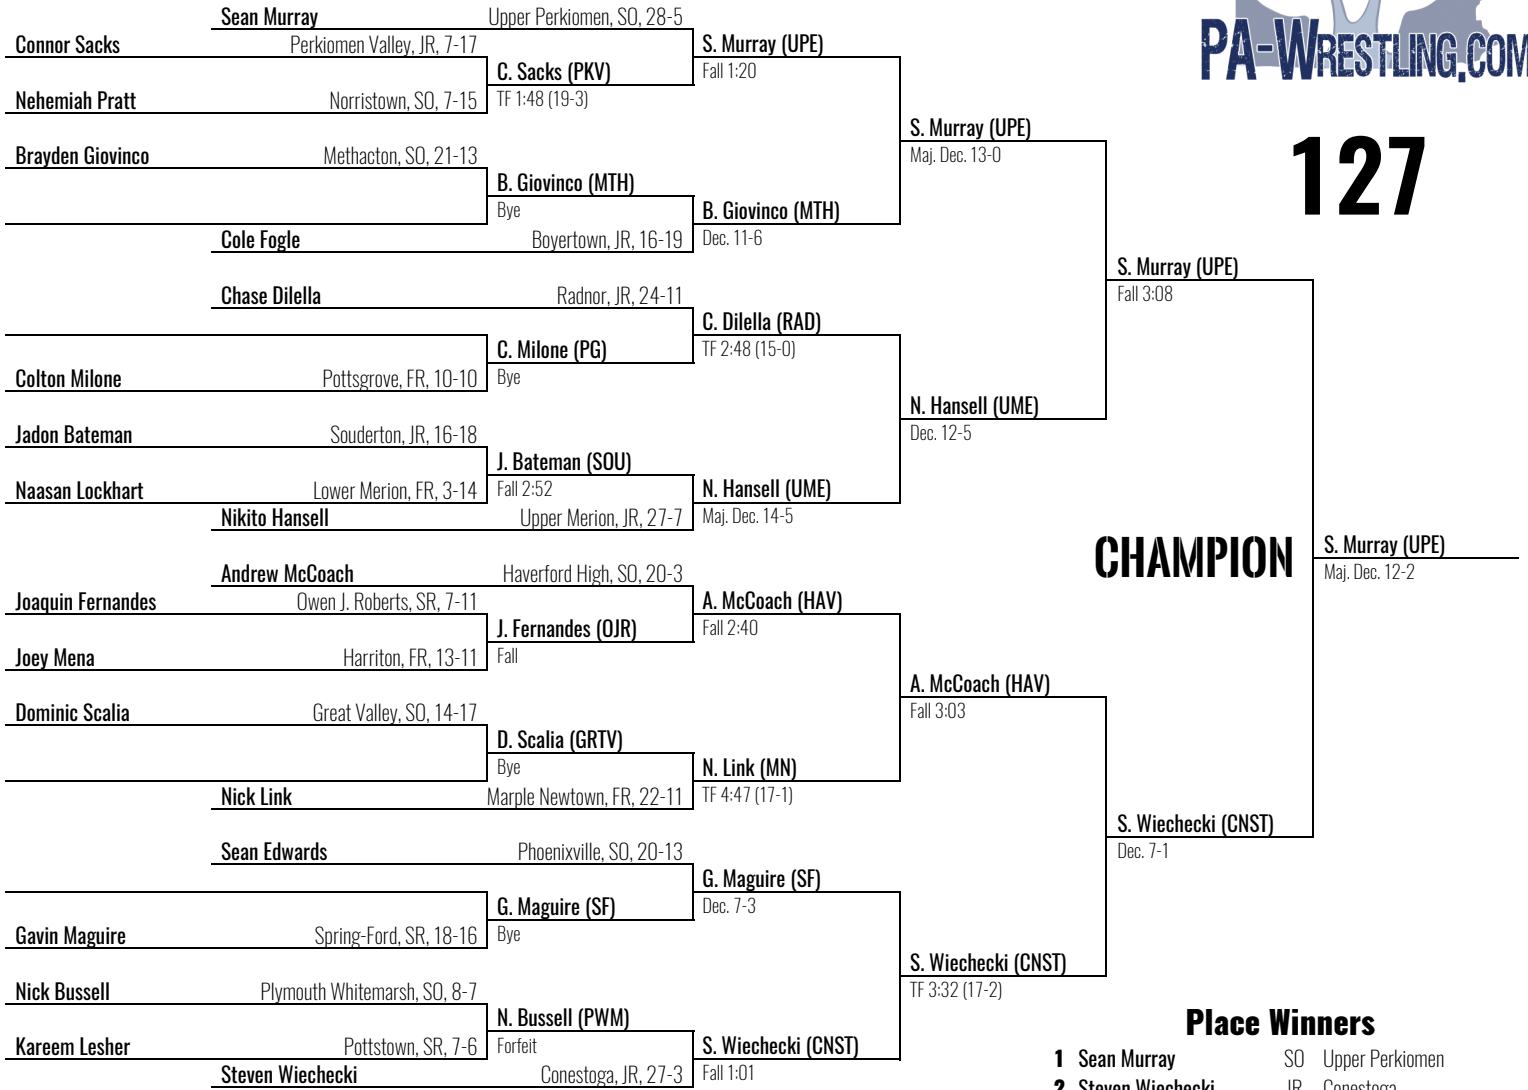 Sean Murray Upper Perkiomen, SO, 28-5
Connor Sacks Perkiomen Valley, JR, 7-17
S. Murray (UPE)
Fall 1:20
C. Sacks (PKV)
TF 1:48 (19-3)
Nehemiah Pratt Norristown, SO, 7-15
PA-WRESTLING.COM
S. Murray (UPE)
Maj. Dec. 13-0
127
Brayden Giovinco Methacton, SO, 21-13
B. Giovinco (MTH)
Bye
B. Giovinco (MTH)
Dec. 11-6
Cole Fogle Boyertown, JR, 16-19
S. Murray (UPE)
Fall 3:08
Chase Dilella Radnor, JR, 24-11
C. Dilella (RAD)
TF 2:48 (15-0)
C. Milone (PG)
Bye
Colton Milone Pottsgrove, FR, 10-10
N. Hansell (UME)
Dec. 12-5
Jadon Bateman Souderton, JR, 16-18
J. Bateman (SOU)
Fall 2:52
Naasan Lockhart Lower Merion, FR, 3-14
N. Hansell (UME)
Maj. Dec. 14-5
Nikito Hansell Upper Merion, JR, 27-7
CHAMPION
S. Murray (UPE)
Maj. Dec. 12-2
Andrew McCoach Haverford High, SO, 20-3
Joaquin Fernandes Owen J. Roberts, SR, 7-11
A. McCoach (HAV)
Fall 2:40
J. Fernandes (OJR)
Fall
Joey Mena Harriton, FR, 13-11
A. McCoach (HAV)
Fall 3:03
Dominic Scalia Great Valley, SO, 14-17
D. Scalia (GRTV)
Bye
N. Link (MN)
TF 4:47 (17-1)
Nick Link Marple Newtown, FR, 22-11
S. Wiechecki (CNST)
Dec. 7-1
Sean Edwards Phoenixville, SO, 20-13
G. Maguire (SF)
Dec. 7-3
G. Maguire (SF)
Bye
Gavin Maguire Spring-Ford, SR, 18-16
S. Wiechecki (CNST)
TF 3:32 (17-2)
Nick Bussell Plymouth Whitemarsh, SO, 8-7
N. Bussell (PWM)
Forfeit
Kareem Lesher Pottstown, SR, 7-6
S. Wiechecki (CNST)
Fall 1:01
Steven Wiechecki Conestoga, JR, 27-3
Place Winners
1 Sean Murray SO Upper Perkiomen
2 Steven Wiechecki JR Conestoga